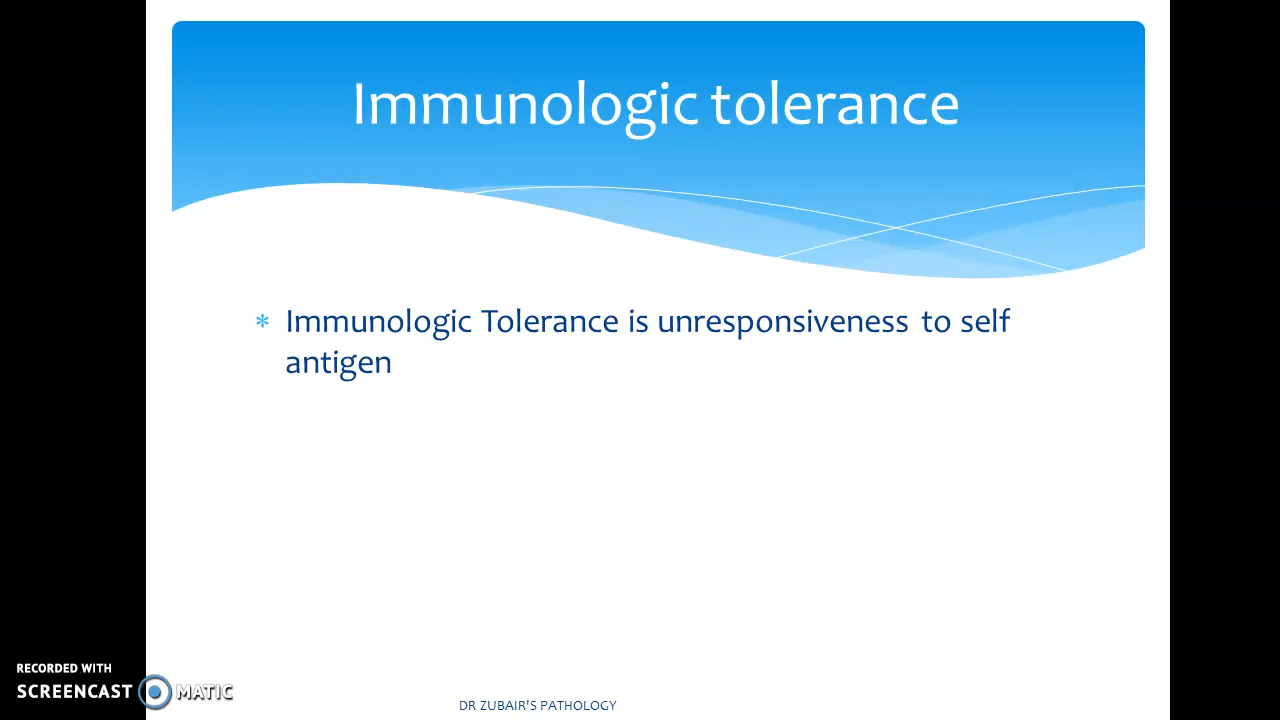 Immunologic tolerance
* Immunologic Tolerance is unresponsiveness to self
antigen
RECORDED WITH
SCREENCAST MATIC
DR ZUBAIR'S PATHOLOGY